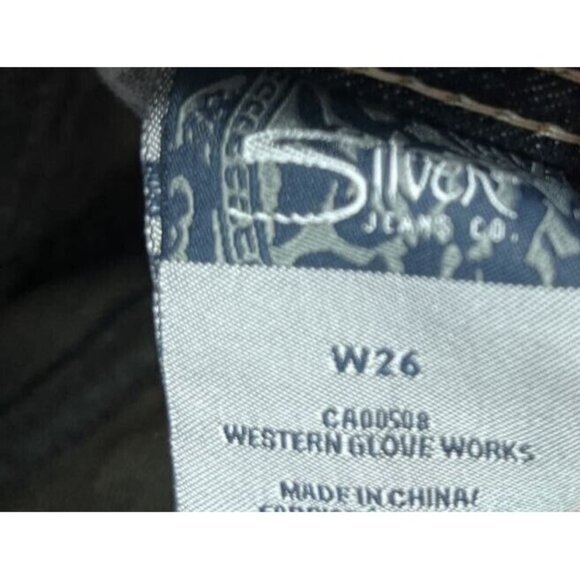 Silver
JEANS CO.
W26
CA00508
WESTERN GLOVE WORKS
MADE IN CHINA/